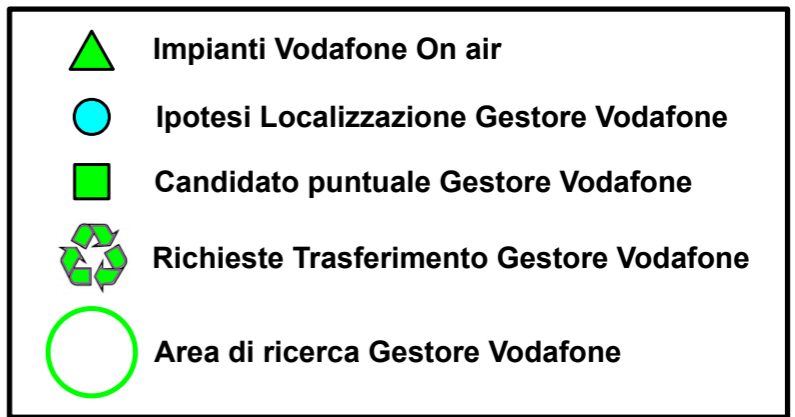 Impianti Vodafone On air
Ipotesi Localizzazione Gestore Vodafone
Candidato puntuale Gestore Vodafone
Richieste Trasferimento Gestore Vodafone
Area di ricerca Gestore Vodafone